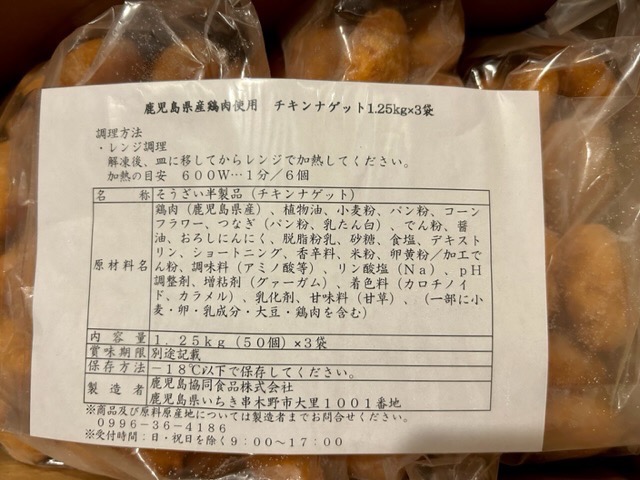 鹿児島県産鶏肉使用　チキンナゲット1.25kg×3袋
調理方法
・レンジ調理
解凍後、皿に移してからレンジで加熱してください。
加熱の目安　600W…1分／6個
名称 そうざい半製品（チキンナゲット）
原材料名 鶏肉（鹿児島県産）、植物油、小麦粉、パン粉、コーン
フラワー、つなぎ（パン粉、乳たん白）、でん粉、醤
油、おろしにんにく、脱脂粉乳、砂糖、食塩、デキスト
リン、ショートニング、香辛料、米粉、卵黄粉／加工で
ん粉、調味料（アミノ酸等）、リン酸塩（Na）、pH
調整剤、増粘剤（グァーガム）、着色料（カロチノイ
ド、カラメル）、乳化剤、甘味料（甘草）、（一部に小
麦・卵・乳成分・大豆・鶏肉を含む）
内容量 1．25kg（50個）×3袋
賞味期限 別途記載
保存方法 －18℃以下で保存してください。
製造者 鹿児島協同食品株式会社
鹿児島県いちき串木野市大里1001番地
※商品及び原料原産地については製造者までお問合せください。
0996-36-4186
※受付時間：日・祝日を除く9：00～17：00